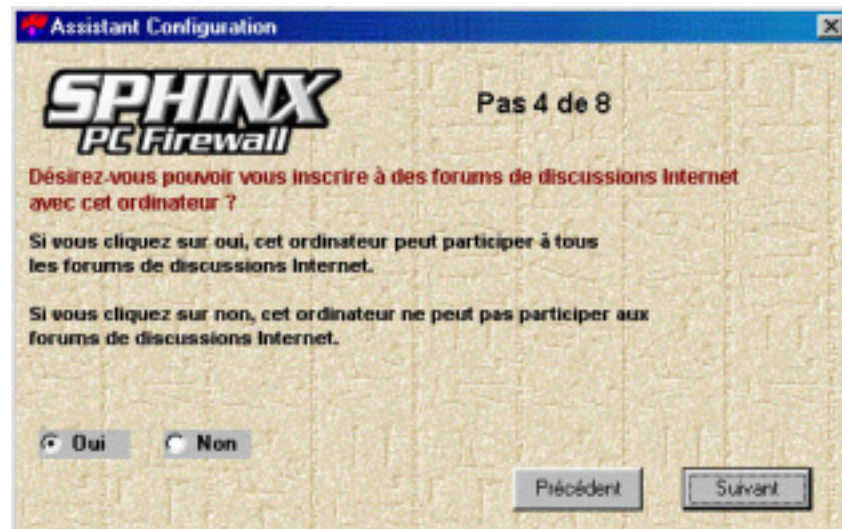 Assistant Configuration
SPHINX
PC Firewall
Pas 4 de 8
Désirez-vous pouvoir vous inscrire à des forums de discussions Internet
avec cet ordinateur ?
Si vous cliquez sur oui, cet ordinateur peut participer à tous
les forums de discussions Internet.
Si vous cliquez sur non, cet ordinateur ne peut pas participer aux
forums de discussions Internet.
Oui Non
Précédent Suivant